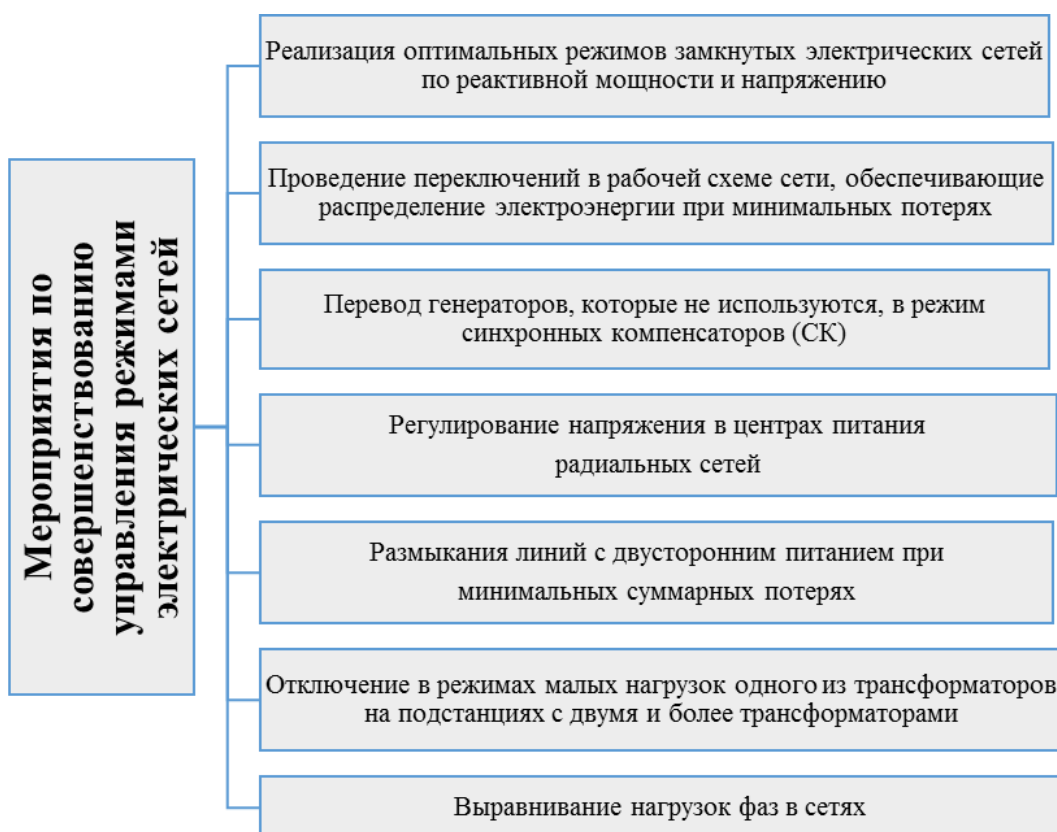 Мероприятия по
совершенствованию
управления режимами
электрических сетей
Реализация оптимальных режимов замкнутых электрических сетей
по реактивной мощности и напряжению
Проведение переключений в рабочей схеме сети, обеспечивающие
распределение электроэнергии при минимальных потерях
Перевод генераторов, которые не используются, в режим
синхронных компенсаторов (СК)
Регулирование напряжения в центрах питания
радиальных сетей
Размыкания линий с двусторонним питанием при
минимальных суммарных потерях
Отключение в режимах малых нагрузок одного из трансформаторов
на подстанциях с двумя и более трансформаторами
Выравнивание нагрузок фаз в сетях